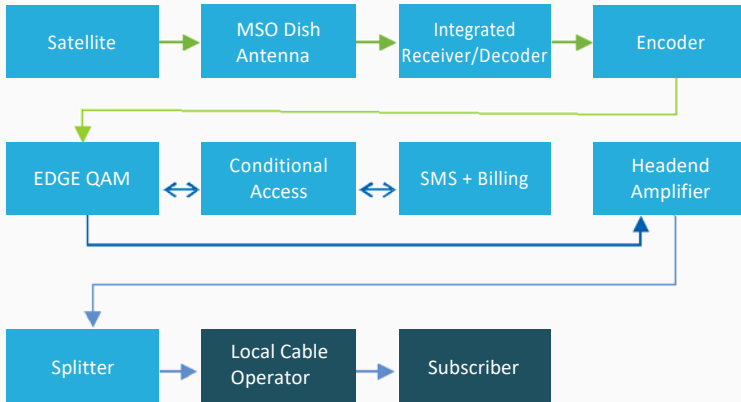 Satellite
MSO Dish
Antenna
Integrated
Receiver/Decoder
Encoder
EDGE QAM
Conditional
Access
SMS + Billing
Headend
Amplifier
Splitter
Local Cable
Operator
Subscriber